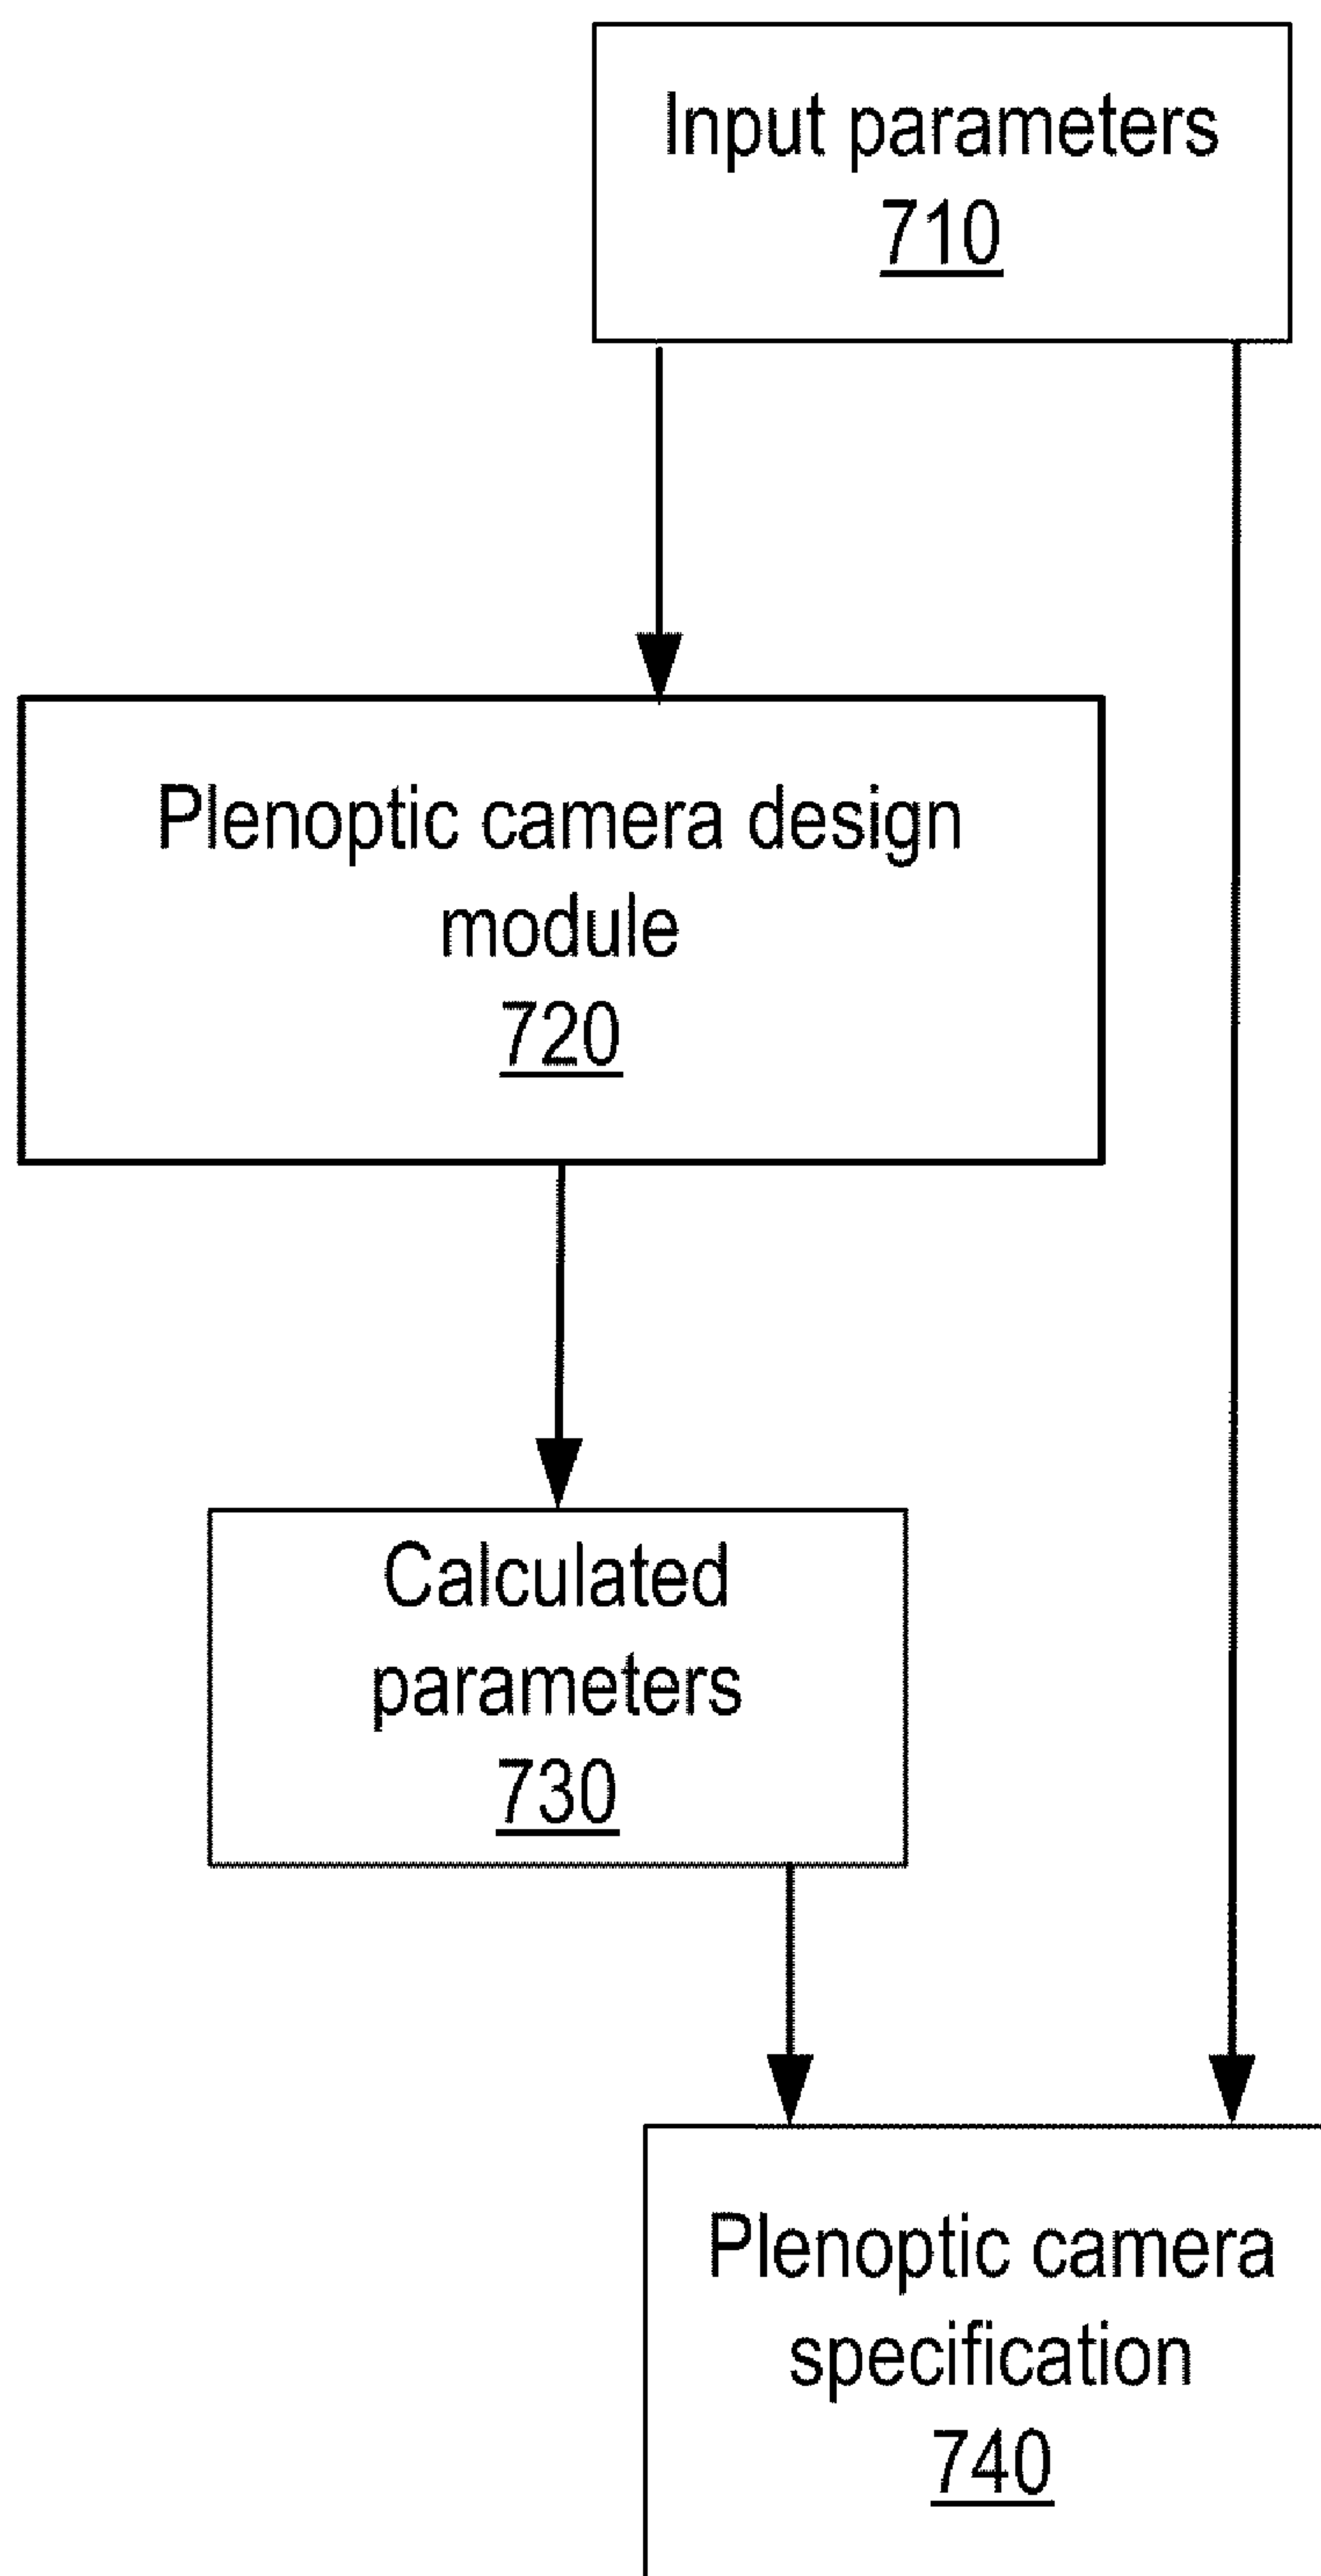 Input parameters
710
Plenoptic camera design
module
720
Calculated
parameters
730
Plenoptic camera
specification
740